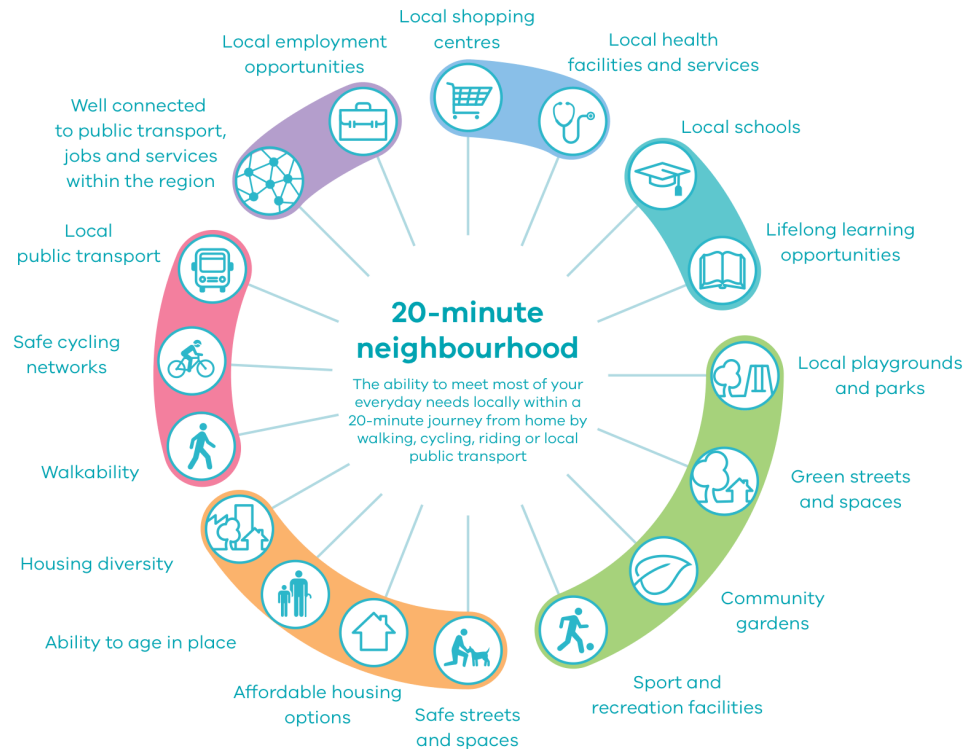 Local shopping
centres
Local health
facilities and services
Local schools
Lifelong learning
opportunities
Local playgrounds
and parks
Green streets
and spaces
Community
gardens
Sport and
recreation facilities
Safe streets
and spaces
Affordable housing
options
Ability to age in place
Housing diversity
Walkability
Safe cycling
networks
Local
public transport
Well connected
to public transport,
jobs and services
within the region
Local employment
opportunities
20-minute
neighbourhood
The ability to meet most of your
everyday needs locally within a
20-minute journey from home by
walking, cycling, riding or local
public transport